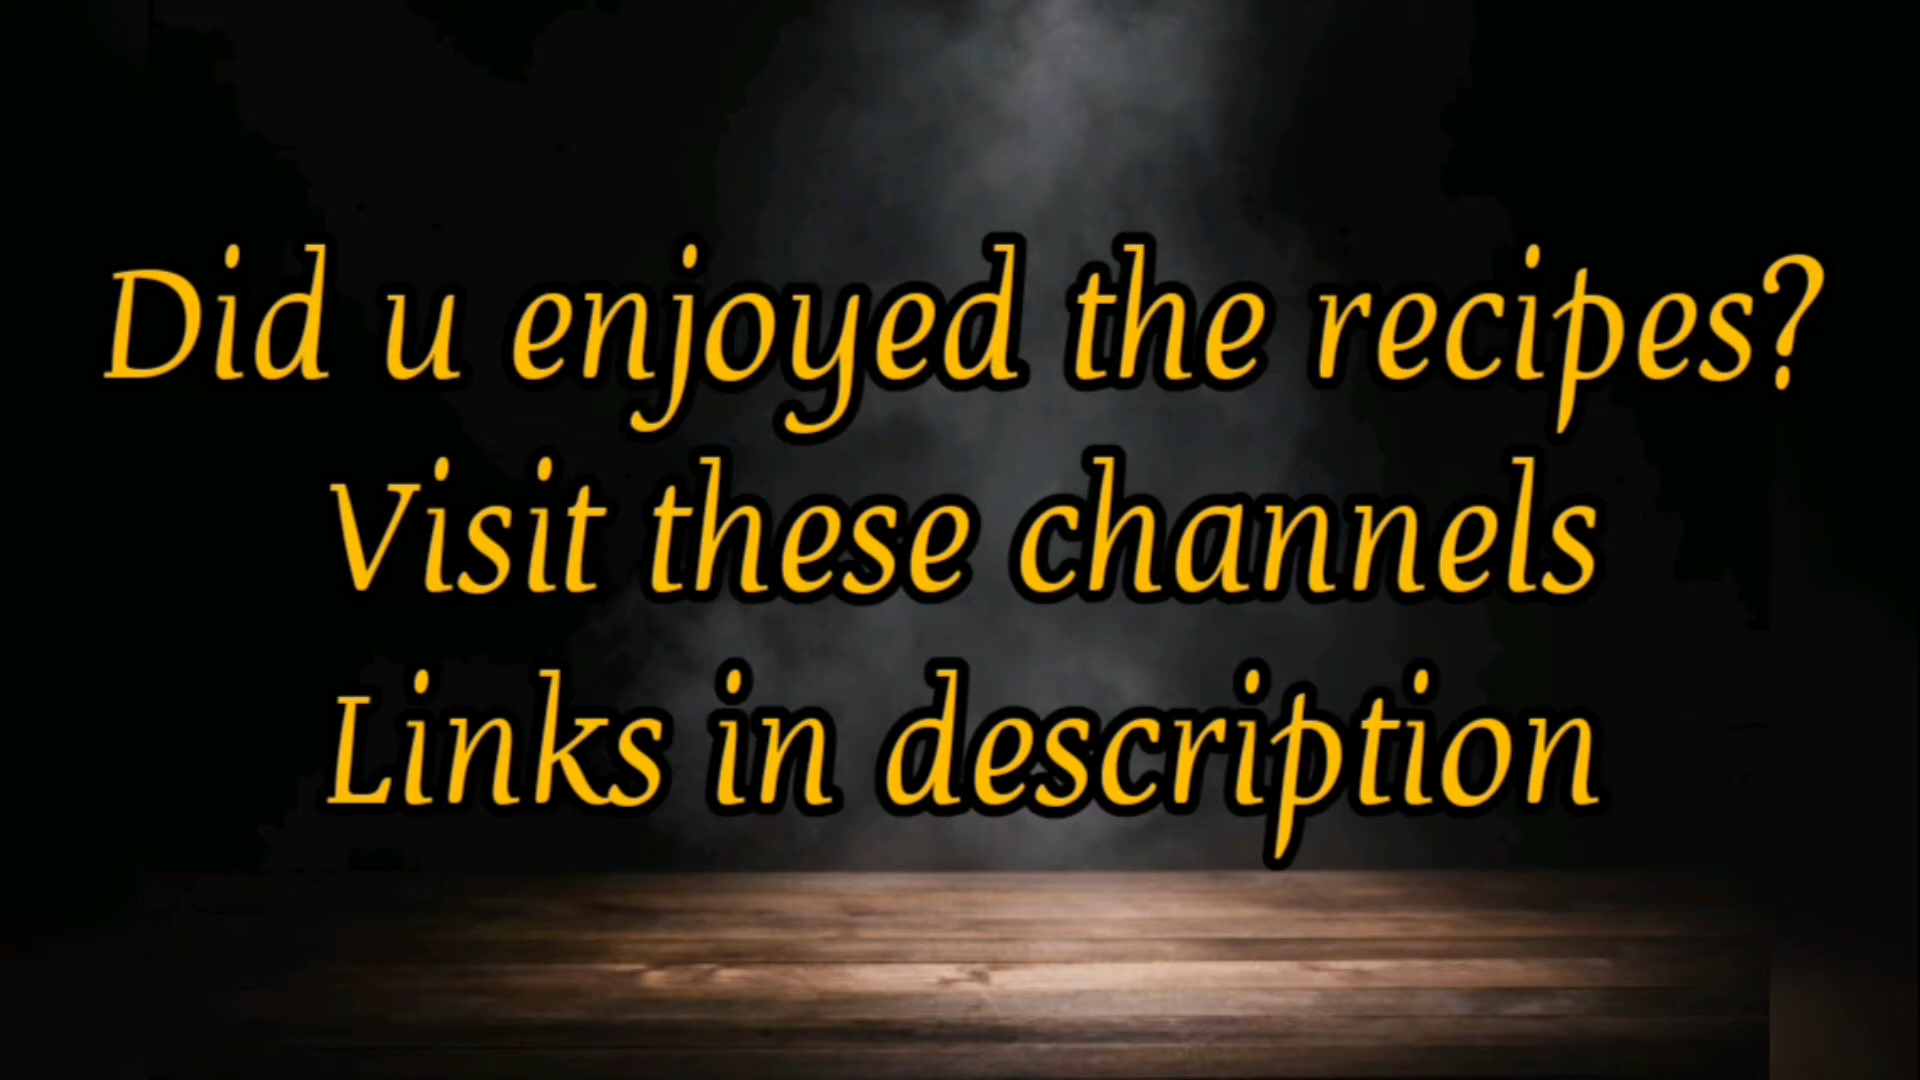 Did u enjoyed the recipes?
Visit these channels
Links in description